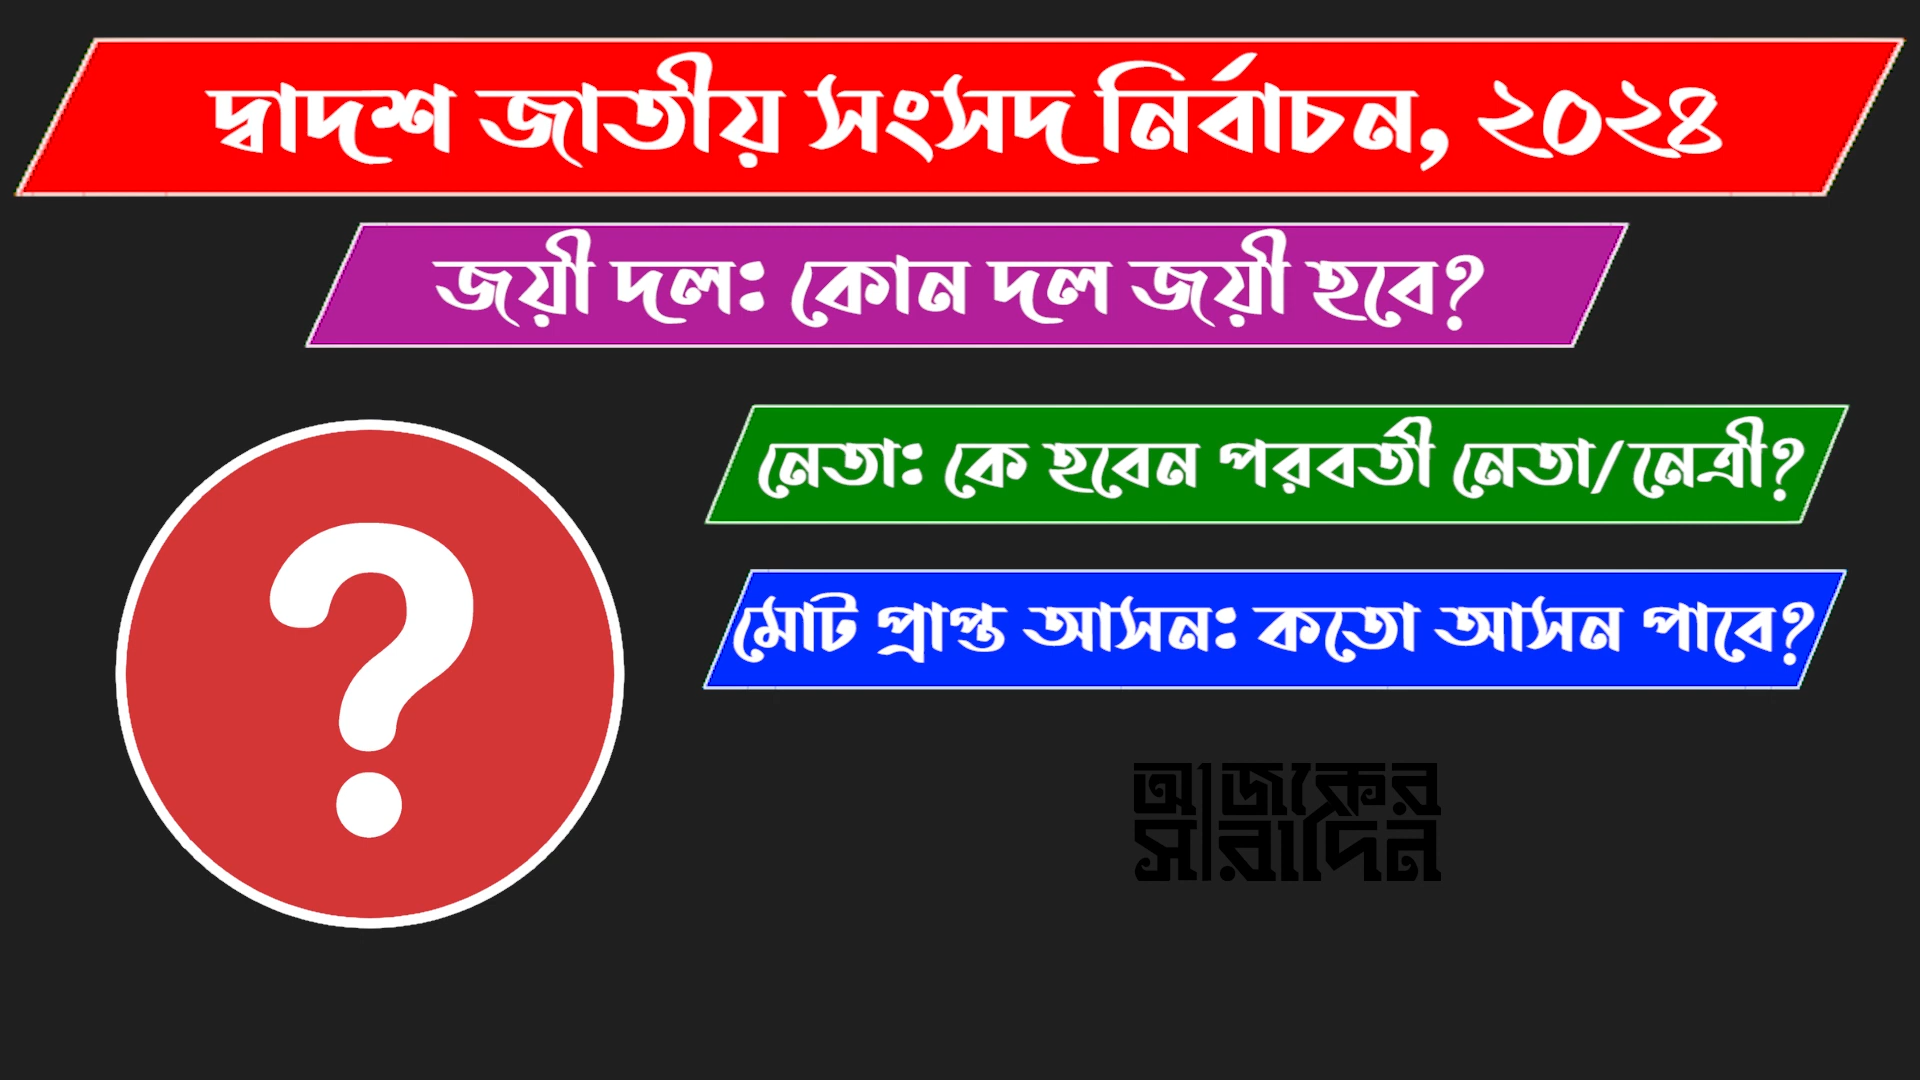 দ্বাদশ জাতীয় সংসদ নির্বাচন, ২০২৪
জয়ী দল: কোন দল জয়ী হবে?
নেতা: কে হবেন পরবর্তী নেতা/নেত্রী?
মোট প্রাপ্ত আসন: কতো আসন পাবে?
আজকের
সারাদিন